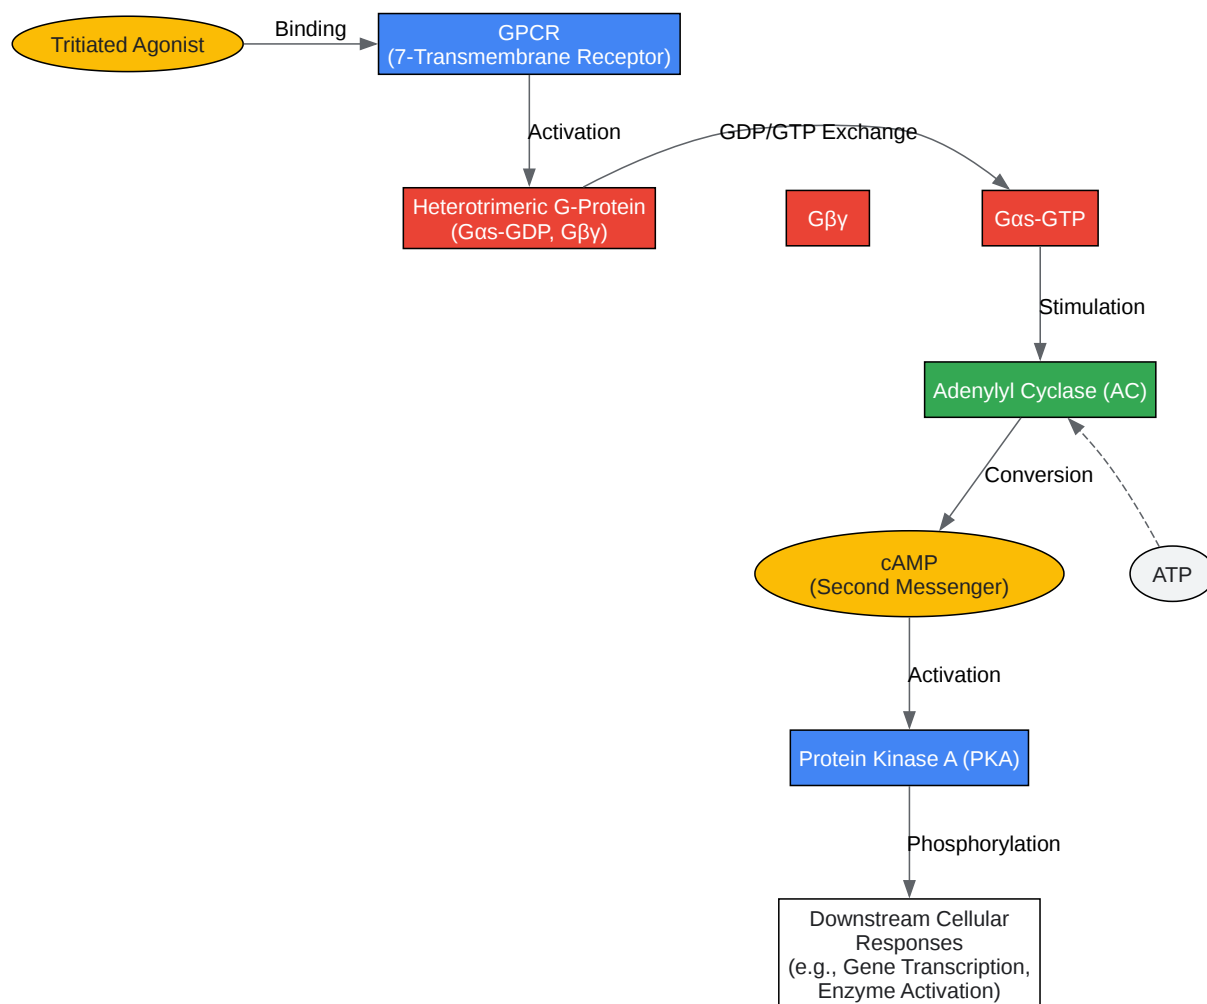 Tritiated Agonist
Binding
GPCR
(7-Transmembrane Receptor)
Activation
GDP/GTP Exchange
Heterotrimeric G-Protein
(Gαs-GDP, Gβγ)
Gβγ
Gαs-GTP
Stimulation
Adenylyl Cyclase (AC)
Conversion
cAMP
(Second Messenger)
ATP
Activation
Protein Kinase A (PKA)
Phosphorylation
Downstream Cellular
Responses
(e.g., Gene Transcription,
Enzyme Activation)